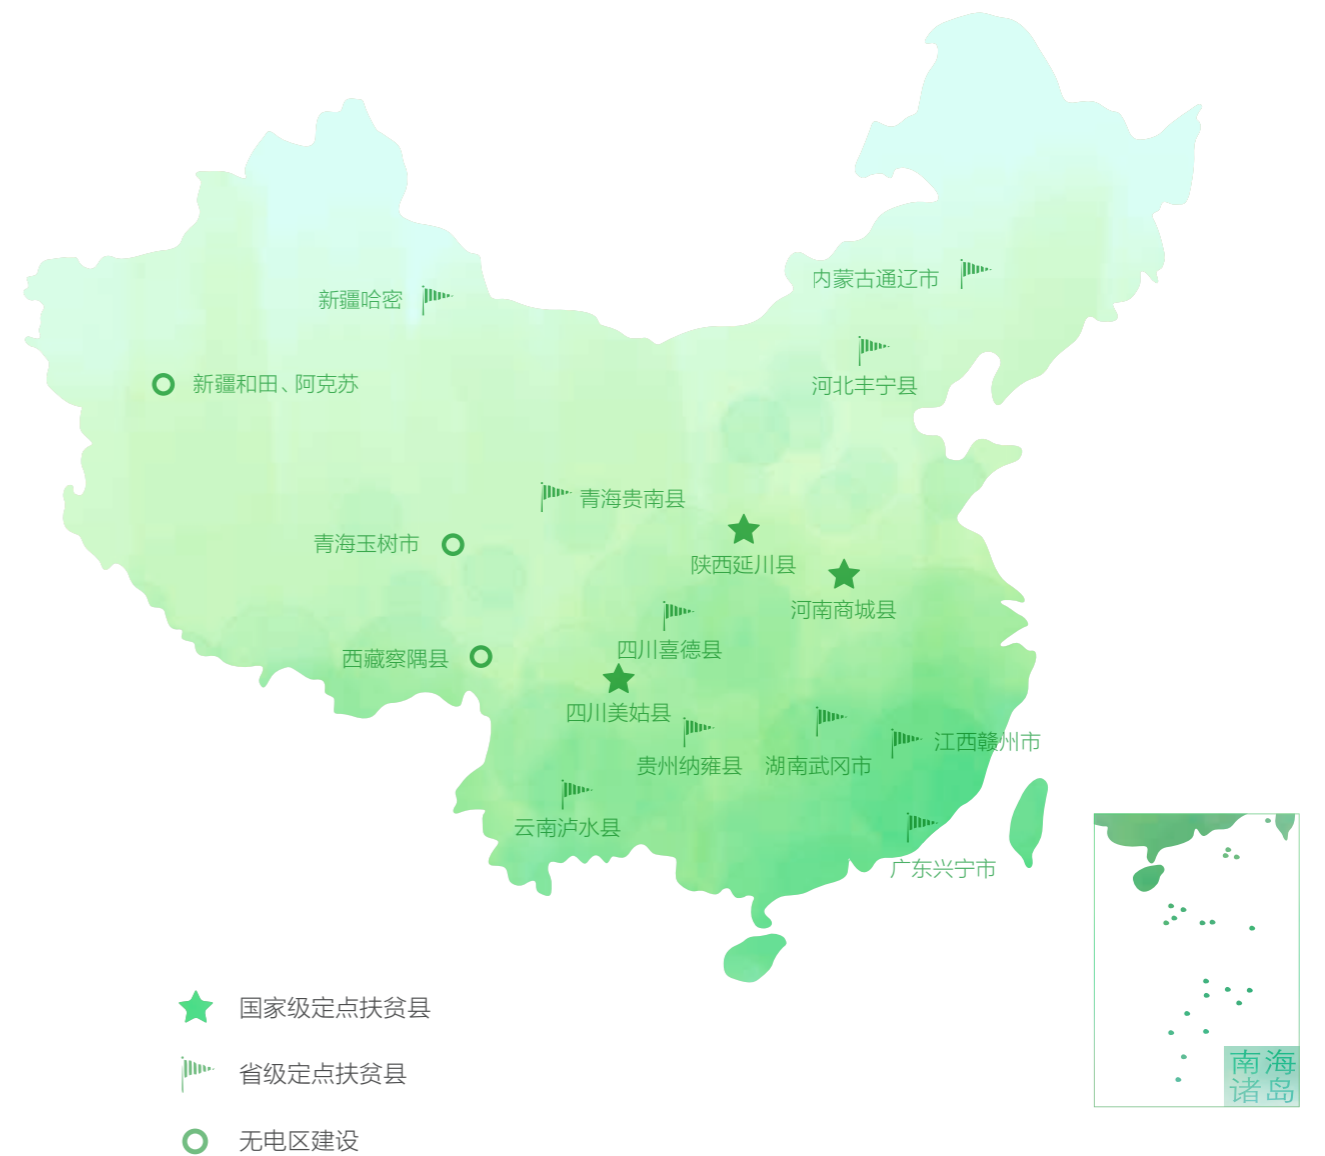 内蒙古通辽市
新疆哈密
河北丰宁县
新疆和田、阿克苏
青海贵南县
青海玉树市
陕西延川县
河南商城县
四川喜德县
西藏察隅县
四川美姑县
江西赣州市
贵州纳雍县
湖南武冈市
云南泸水县
广东兴宁市
国家级定点扶贫县
省级定点扶贫县
无电区建设
南海
诸岛